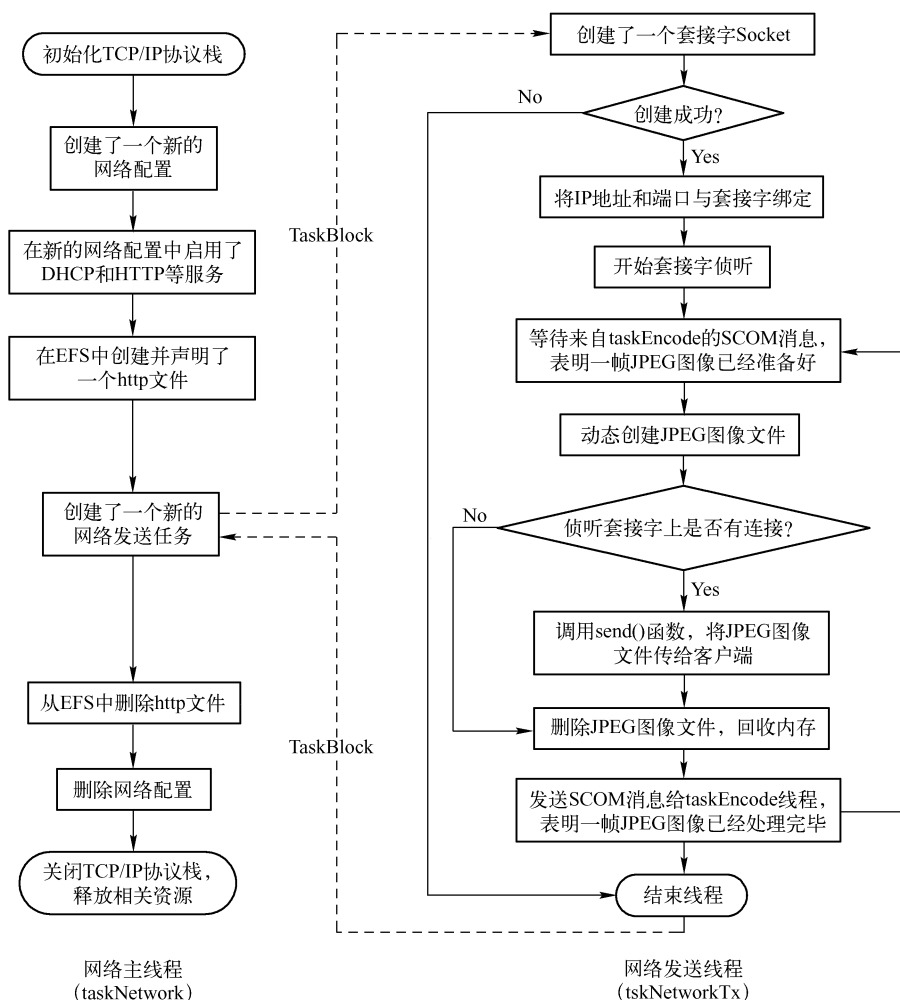 初始化TCP/IP协议栈
创建了一个新的
网络配置
在新的网络配置中启用了
DHCP和HTTP等服务
在EFS中创建并声明了
一个http文件
创建了一个新的
网络发送任务
从EFS中删除http文件
删除网络配置
关闭TCP/IP协议栈，
释放相关资源
网络主线程
（taskNetwork）
TaskBlock
TaskBlock
创建了一个套接字Socket
创建成功？
No
Yes
将IP地址和端口与套接字绑定
开始套接字侦听
等待来自taskEncode的SCOM消息，
表明一帧JPEG图像已经准备好
动态创建JPEG图像文件
侦听套接字上是否有连接？
No
Yes
调用send()函数，将JPEG图像
文件传给客户端
删除JPEG图像文件，回收内存
发送SCOM消息给taskEncode线程，
表明一帧JPEG图像已经处理完毕
结束线程
网络发送线程
（tskNetworkTx）